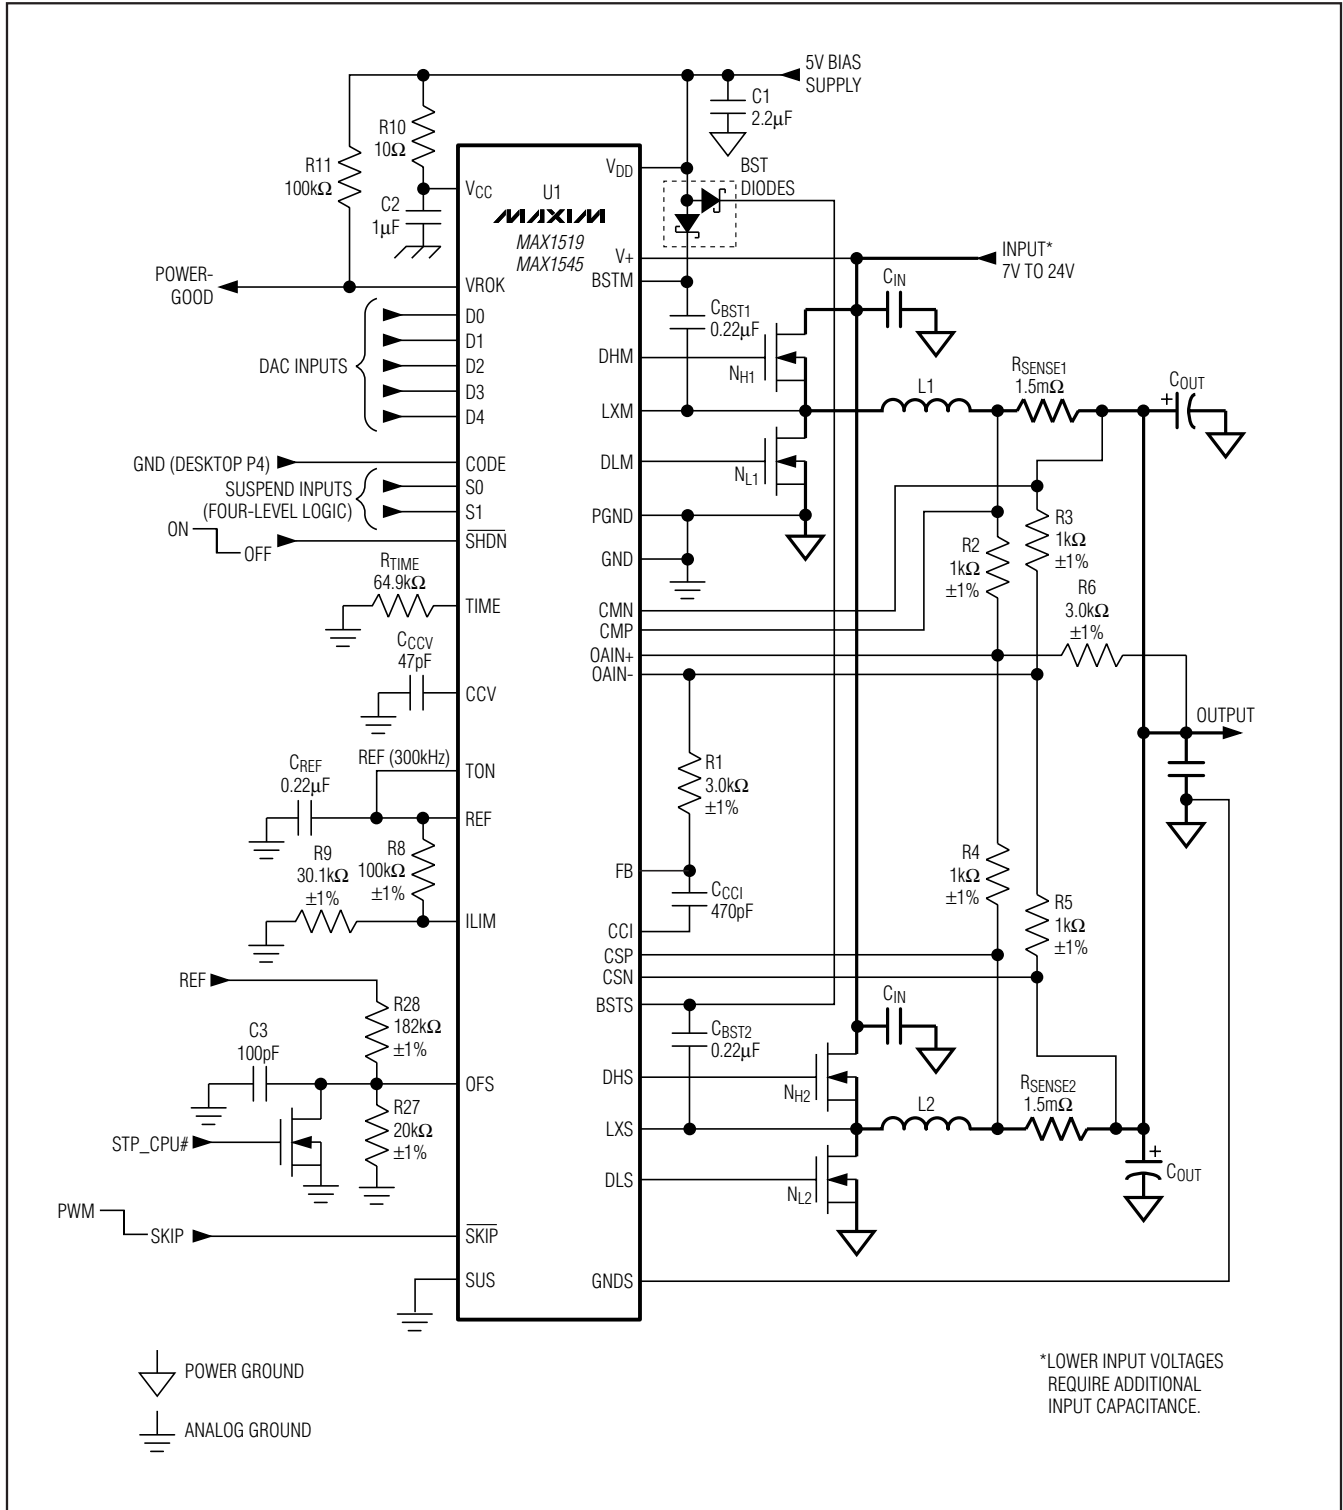 5V BIAS
SUPPLY
C1
2.2µF
R10
10Ω
R11
100kΩ
C2
1µF
VCC
U1
MAXIM
MAX1519
MAX1545
VDD
BST
DIODES
V+
INPUT*
7V TO 24V
POWER-
GOOD
VROK
BSTM
CIN
CBST1
0.22µF
DAC INPUTS
D0
D1
D2
D3
D4
DHM
NH1
LXM
L1
RSENSE1
1.5mΩ
COUT
+
DLM
NL1
GND (DESKTOP P4)
CODE
SUSPEND INPUTS
(FOUR-LEVEL LOGIC)
S0
S1
ON
OFF
SHDN
PGND
GND
R2
1kΩ
±1%
R3
1kΩ
±1%
R6
3.0kΩ
±1%
RTIME
64.9kΩ
TIME
CMN
CMP
OAIN+
OAIN-
CCCV
47pF
CCV
OUTPUT
CREF
0.22µF
REF (300kHz)
TON
REF
R1
3.0kΩ
±1%
R9
30.1kΩ
±1%
R8
100kΩ
±1%
ILIM
FB
CCCI
470pF
CCI
R4
1kΩ
±1%
R5
1kΩ
±1%
CSP
CSN
REF
BSTS
CBST2
0.22µF
CIN
R28
182kΩ
±1%
C3
100pF
OFS
R27
20kΩ
±1%
STP_CPU#
DHS
NH2
LXS
L2
RSENSE2
1.5mΩ
DLS
NL2
+
COUT
PWM
SKIP
SKIP
SUS
GNDS
POWER GROUND
ANALOG GROUND
*LOWER INPUT VOLTAGES
REQUIRE ADDITIONAL
INPUT CAPACITANCE.